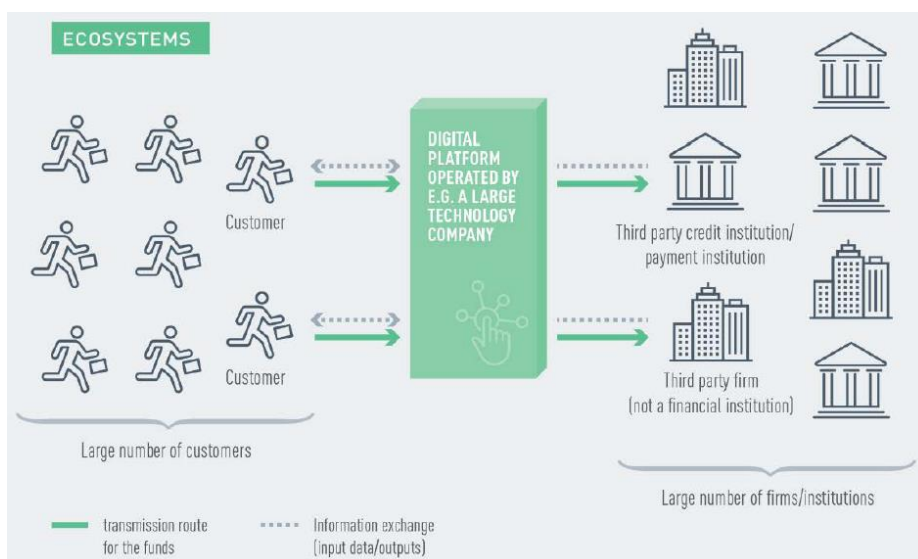 ECOSYSTEMS
DIGITAL
PLATFORM
OPERATED BY
E.G. A LARGE
TECHNOLOGY
COMPANY
Customer
Third party credit institution/
payment institution
Customer
Third party firm
(not a financial institution)
Large number of customers
Large number of firms/institutions
transmission route
for the funds
Information exchange
(input data/outputs)